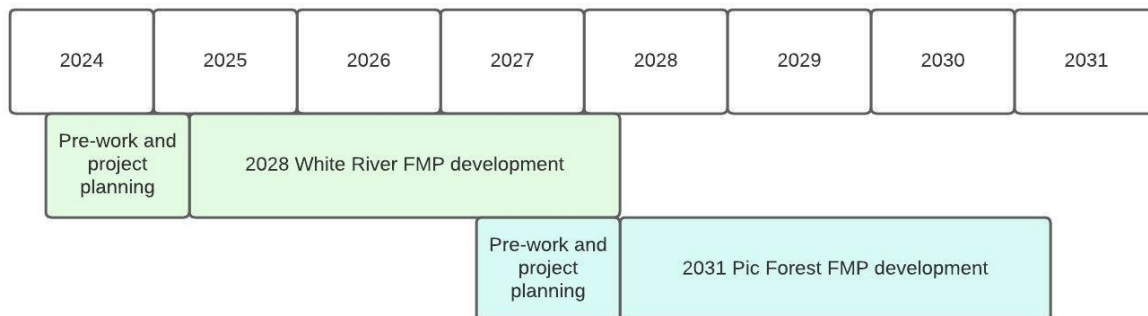 2024 2025 2026 2027 2028 2029 2030 2031
Pre-work and
project
planning
2028 White River FMP development
Pre-work and
project
planning
2031 Pic Forest FMP development